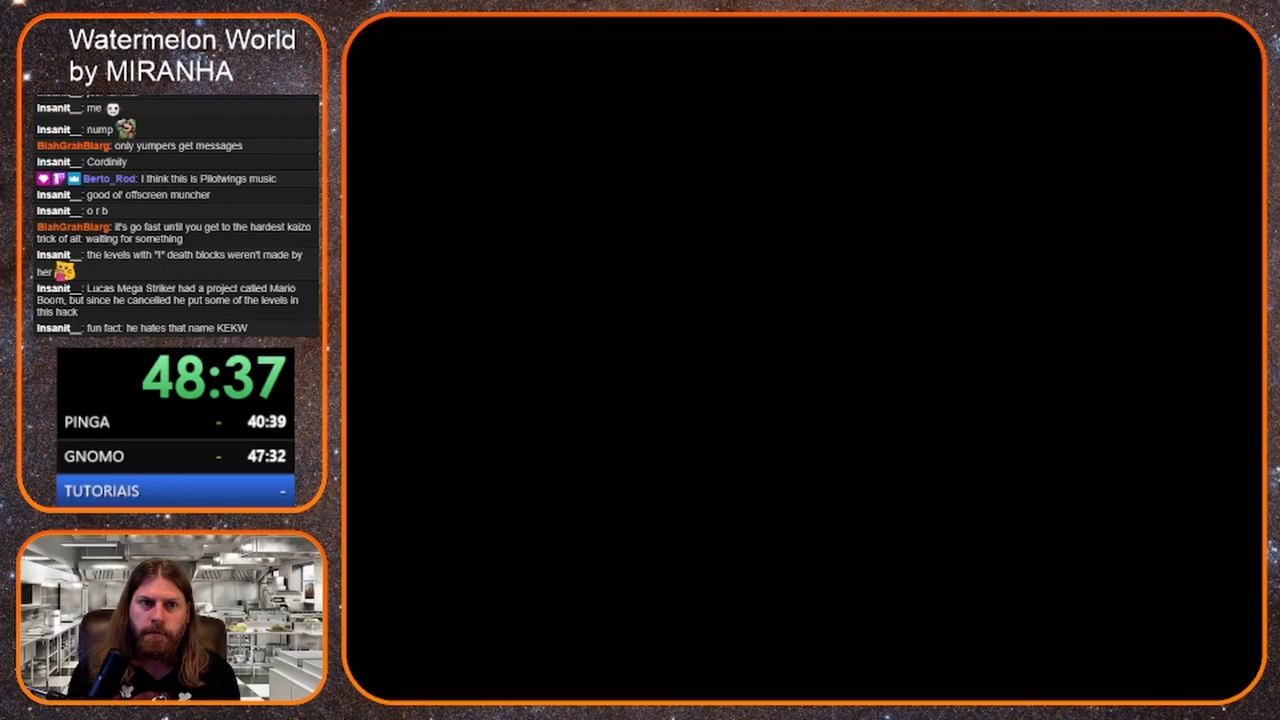 Watermelon World
by MIRANHA
Insanit__: me
Insanit__: nump
BlahGrahBlarg: only yumpers get messages
Insanit__: Cordinily
Berto_Rod: I think this is Pilotwings music
Insanit__: good ol' offscreen muncher
Insanit__: o r b
BlahGrahBlarg: it's go fast until you get to the hardest kaizo
trick of all: waiting for something
Insanit__: the levels with "!" death blocks weren't made by
her
Insanit__: Lucas Mega Striker had a project called Mario
Boom, but since he cancelled he put some of the levels in
this hack
Insanit__: fun fact: he hates that name KEKW
48:37
PINGA - 40:39
GNOMO - 47:32
TUTORIAIS -